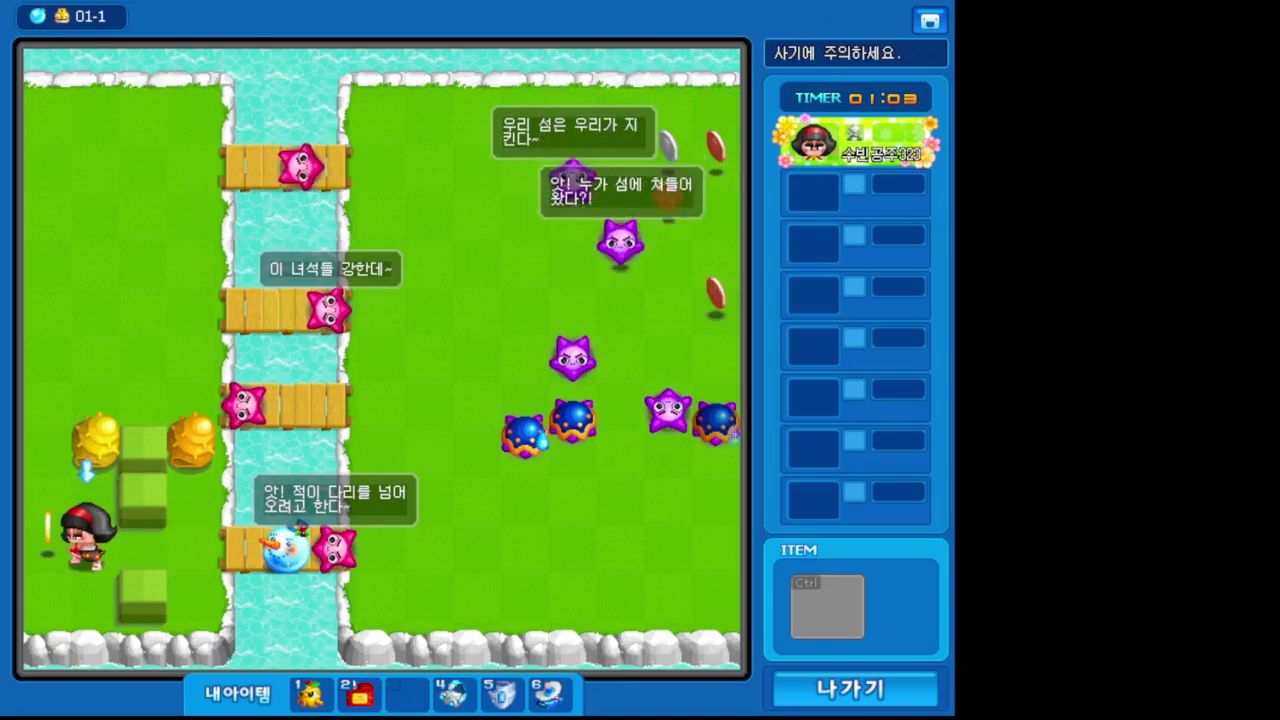 01-1
사기에 주의하세요.
TIMER 01:03
수빈공주323
우리 섬은 우리가 지
킨다~
앗! 누가 섬에 쳐들어
왔다?!
이 녀석들 강한데~
앗! 적이 다리를 넘어
오려고 한다~
ITEM
Ctrl
내 아이템
1
2
4
5
6
나가기